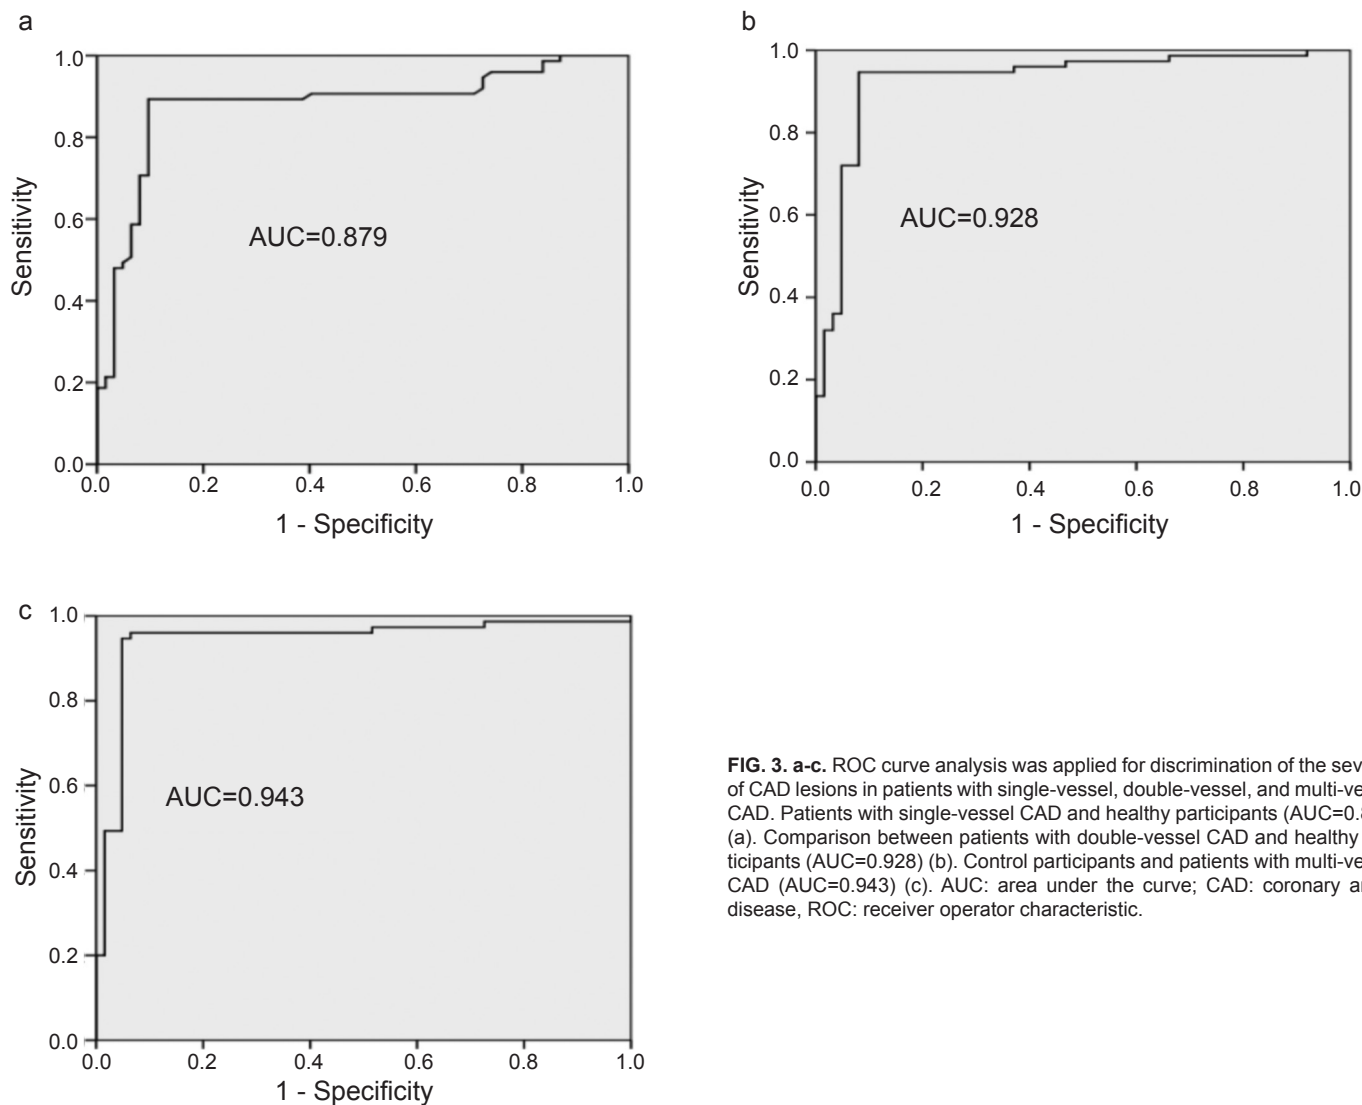 a
1.0
0.8
0.6
0.4
0.2
0.0
Sensitivity
AUC=0.879
0.0 0.2 0.4 0.6 0.8 1.0
1 - Specificity
b
1.0
0.8
0.6
0.4
0.2
0.0
Sensitivity
AUC=0.928
0.0 0.2 0.4 0.6 0.8 1.0
1 - Specificity
c
1.0
0.8
0.6
0.4
0.2
0.0
Sensitivity
AUC=0.943
0.0 0.2 0.4 0.6 0.8 1.0
1 - Specificity
FIG. 3. a-c. ROC curve analysis was applied for discrimination of the sev
of CAD lesions in patients with single-vessel, double-vessel, and multi-ve
CAD. Patients with single-vessel CAD and healthy participants (AUC=0.8
(a). Comparison between patients with double-vessel CAD and healthy
ticipants (AUC=0.928) (b). Control participants and patients with multi-ve
CAD (AUC=0.943) (c). AUC: area under the curve; CAD: coronary ar
disease, ROC: receiver operator characteristic.